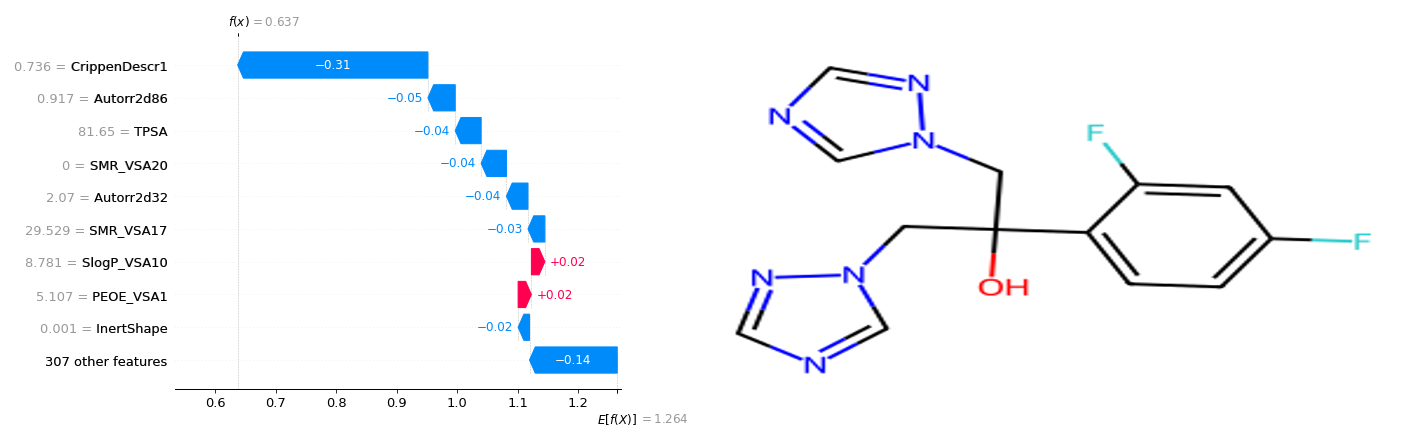 f(x) = 0.637
0.736 = CrippenDescr1
−0.31
0.917 = Autorr2d86
−0.05
81.65 = TPSA
−0.04
0 = SMR_VSA20
−0.04
2.07 = Autorr2d32
−0.04
29.529 = SMR_VSA17
−0.03
8.781 = SlogP_VSA10
+0.02
5.107 = PEOE_VSA1
+0.02
0.001 = InertShape
−0.02
307 other features
−0.14
0.6 0.7 0.8 0.9 1.0 1.1 1.2
E[f(X)] = 1.264
N
N
N
F
F
OH
N
N
N